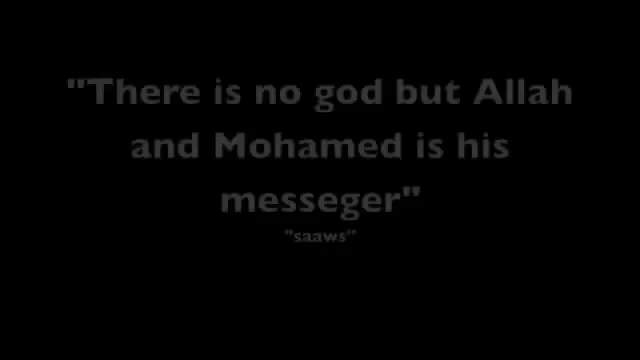 "There is no god but Allah
and Mohamed is his
messeger"
"saaws"